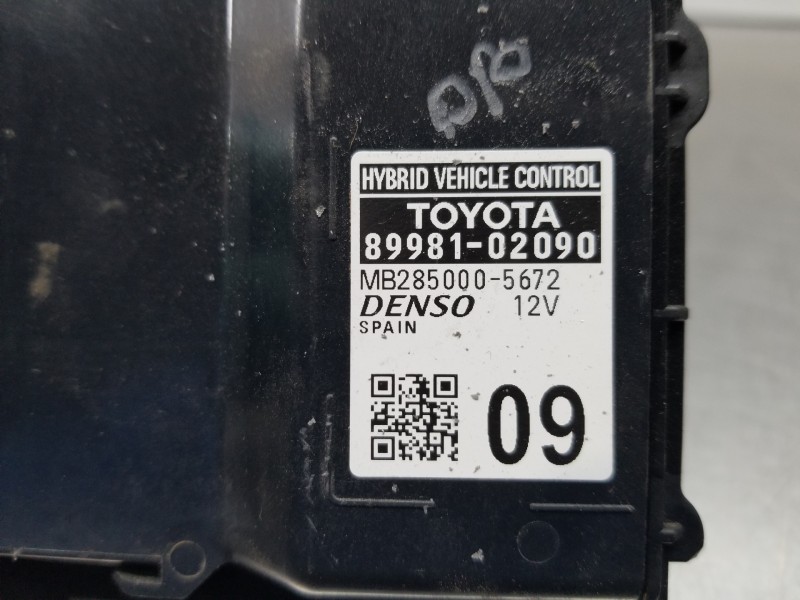 HYBRID VEHICLE CONTROL
TOYOTA
89981-02090
MB285000-5672
DENSO 12V
SPAIN
09